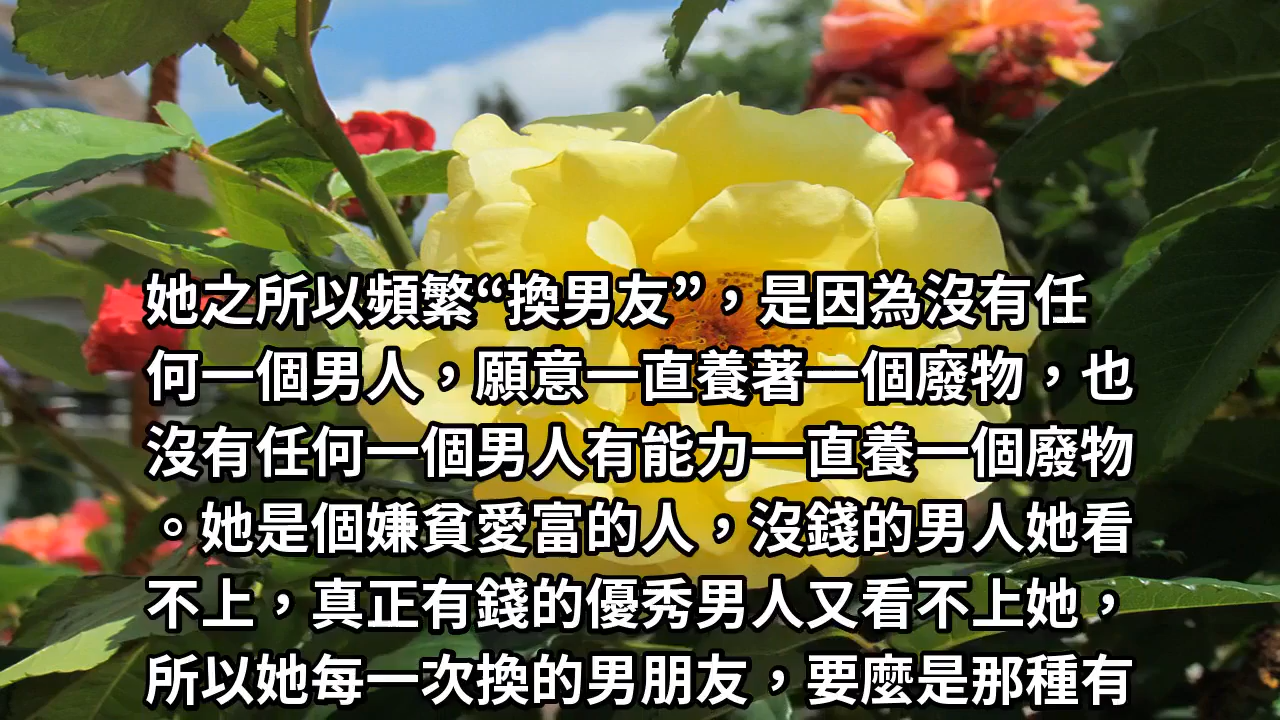 她之所以頻繁“換男友”，是因為沒有任
何一個男人，願意一直養著一個廢物，也
沒有任何一個男人有能力一直養一個廢物
。她是個嫌貧愛富的人，沒錢的男人她看
不上，真正有錢的優秀男人又看不上她，
所以她每一次換的男朋友，要麼是那種有